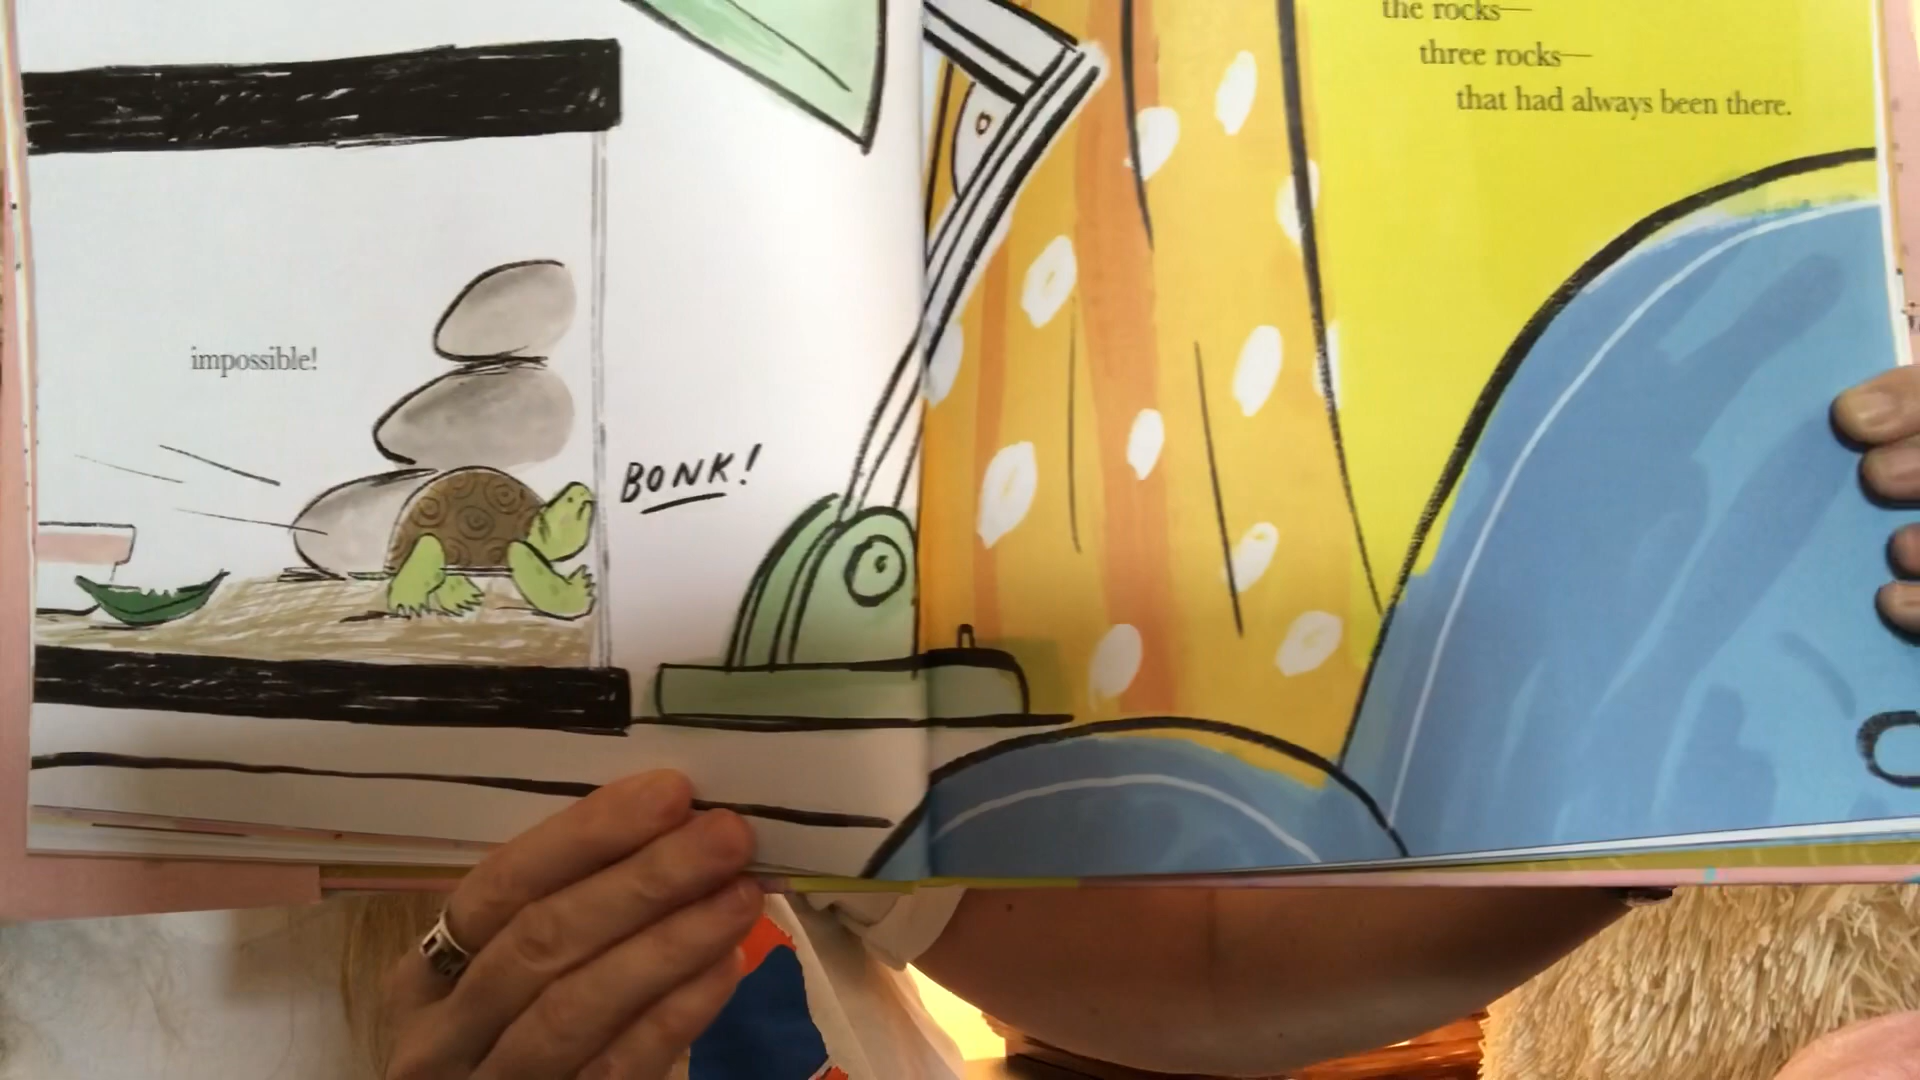 impossible!
BONK!
the rocks—
three rocks—
that had always been there.